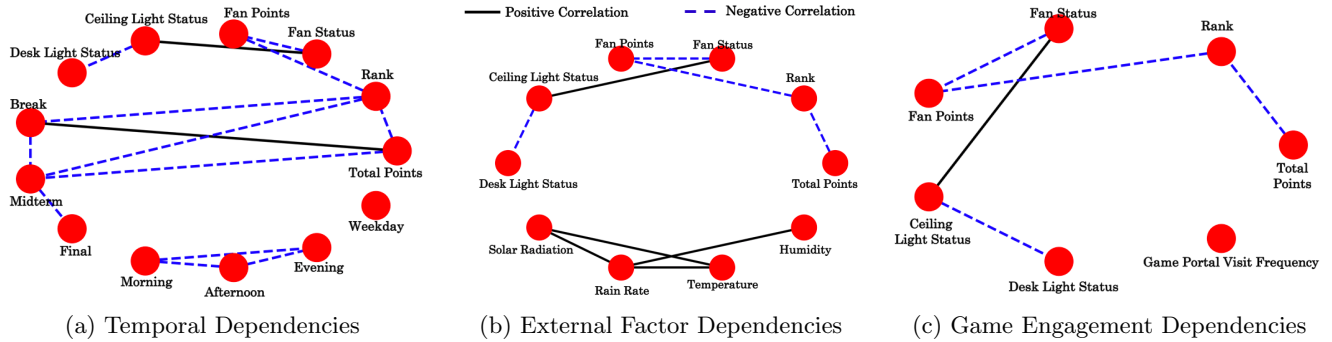 Positive Correlation
Negative Correlation
Fan Points
Ceiling Light Status
Fan Status
Desk Light Status
Rank
Break
Total Points
Midterm
Weekday
Final
Evening
Morning
Afternoon
(a) Temporal Dependencies
Fan Points
Fan Status
Ceiling Light Status
Rank
Desk Light Status
Total Points
Solar Radiation
Humidity
Rain Rate
Temperature
(b) External Factor Dependencies
Fan Status
Rank
Fan Points
Total
Points
Ceiling
Light Status
Game Portal Visit Frequency
Desk Light Status
(c) Game Engagement Dependencies